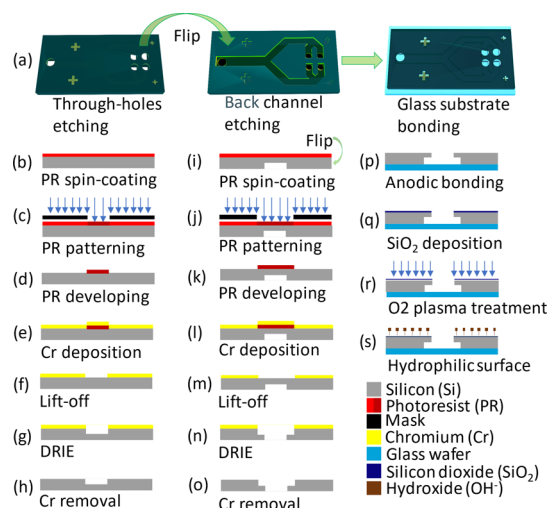 (a)
Flip
Through-holes
etching
Back channel
etching
Glass substrate
bonding
(b)
PR spin-coating
(c)
PR patterning
(d)
PR developing
(e)
Cr deposition
(f)
Lift-off
(g)
DRIE
(h)
Cr removal
Flip
(i)
PR spin-coating
(j)
PR patterning
(k)
PR developing
(l)
Cr deposition
(m)
Lift-off
(n)
DRIE
(o)
Cr removal
(p)
Anodic bonding
(q)
SiO₂ deposition
(r)
O2 plasma treatment
(s)
Hydrophilic surface
Silicon (Si)
Photoresist (PR)
Mask
Chromium (Cr)
Glass wafer
Silicon dioxide (SiO₂)
Hydroxide (OH⁻)